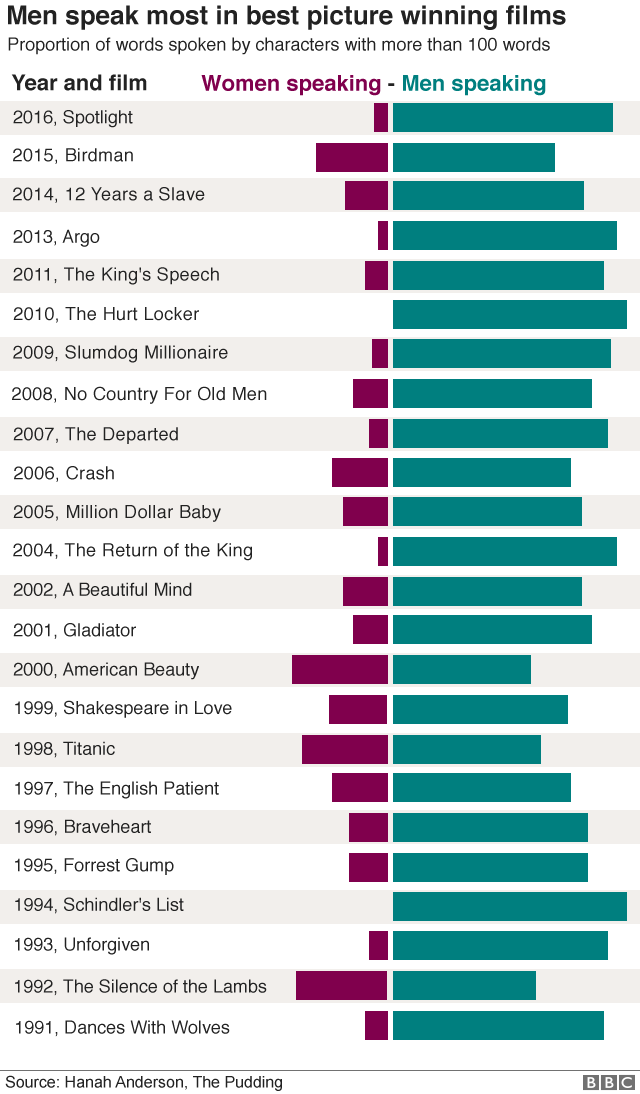 Men speak most in best picture winning films
Proportion of words spoken by characters with more than 100 words
Year and film Women speaking - Men speaking
2016, Spotlight
2015, Birdman
2014, 12 Years a Slave
2013, Argo
2011, The King's Speech
2010, The Hurt Locker
2009, Slumdog Millionaire
2008, No Country For Old Men
2007, The Departed
2006, Crash
2005, Million Dollar Baby
2004, The Return of the King
2002, A Beautiful Mind
2001, Gladiator
2000, American Beauty
1999, Shakespeare in Love
1998, Titanic
1997, The English Patient
1996, Braveheart
1995, Forrest Gump
1994, Schindler's List
1993, Unforgiven
1992, The Silence of the Lambs
1991, Dances With Wolves
Source: Hanah Anderson, The Pudding BBC